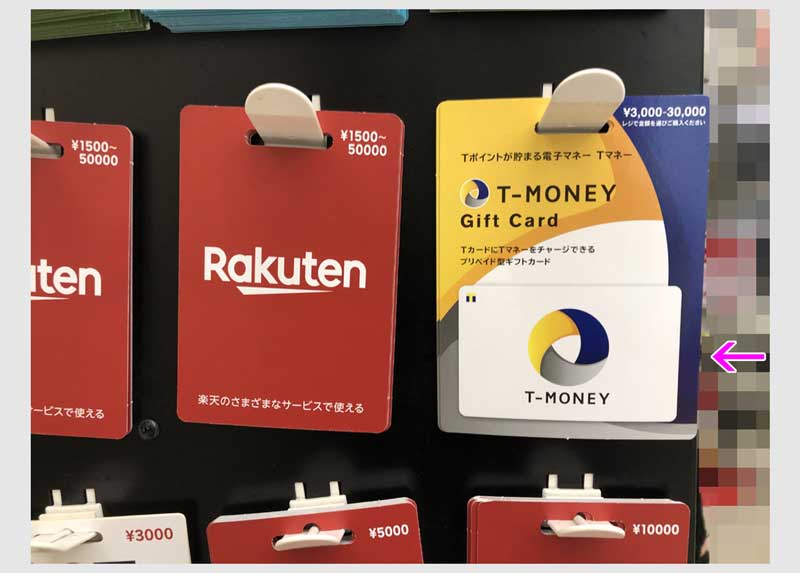 ¥1500~
50000
uten
ービスで使える
¥1500~
50000
Rakuten
楽天のさまざまなサービスで使える
¥3,000-30,000
レジで金額を選びご購入ください
Tポイントが貯まる電子マネー Tマネー
T-MONEY
Gift Card
TカードにTマネーをチャージできる
プリペイド型ギフトカード
T-MONEY
¥3000
¥5000
¥10000